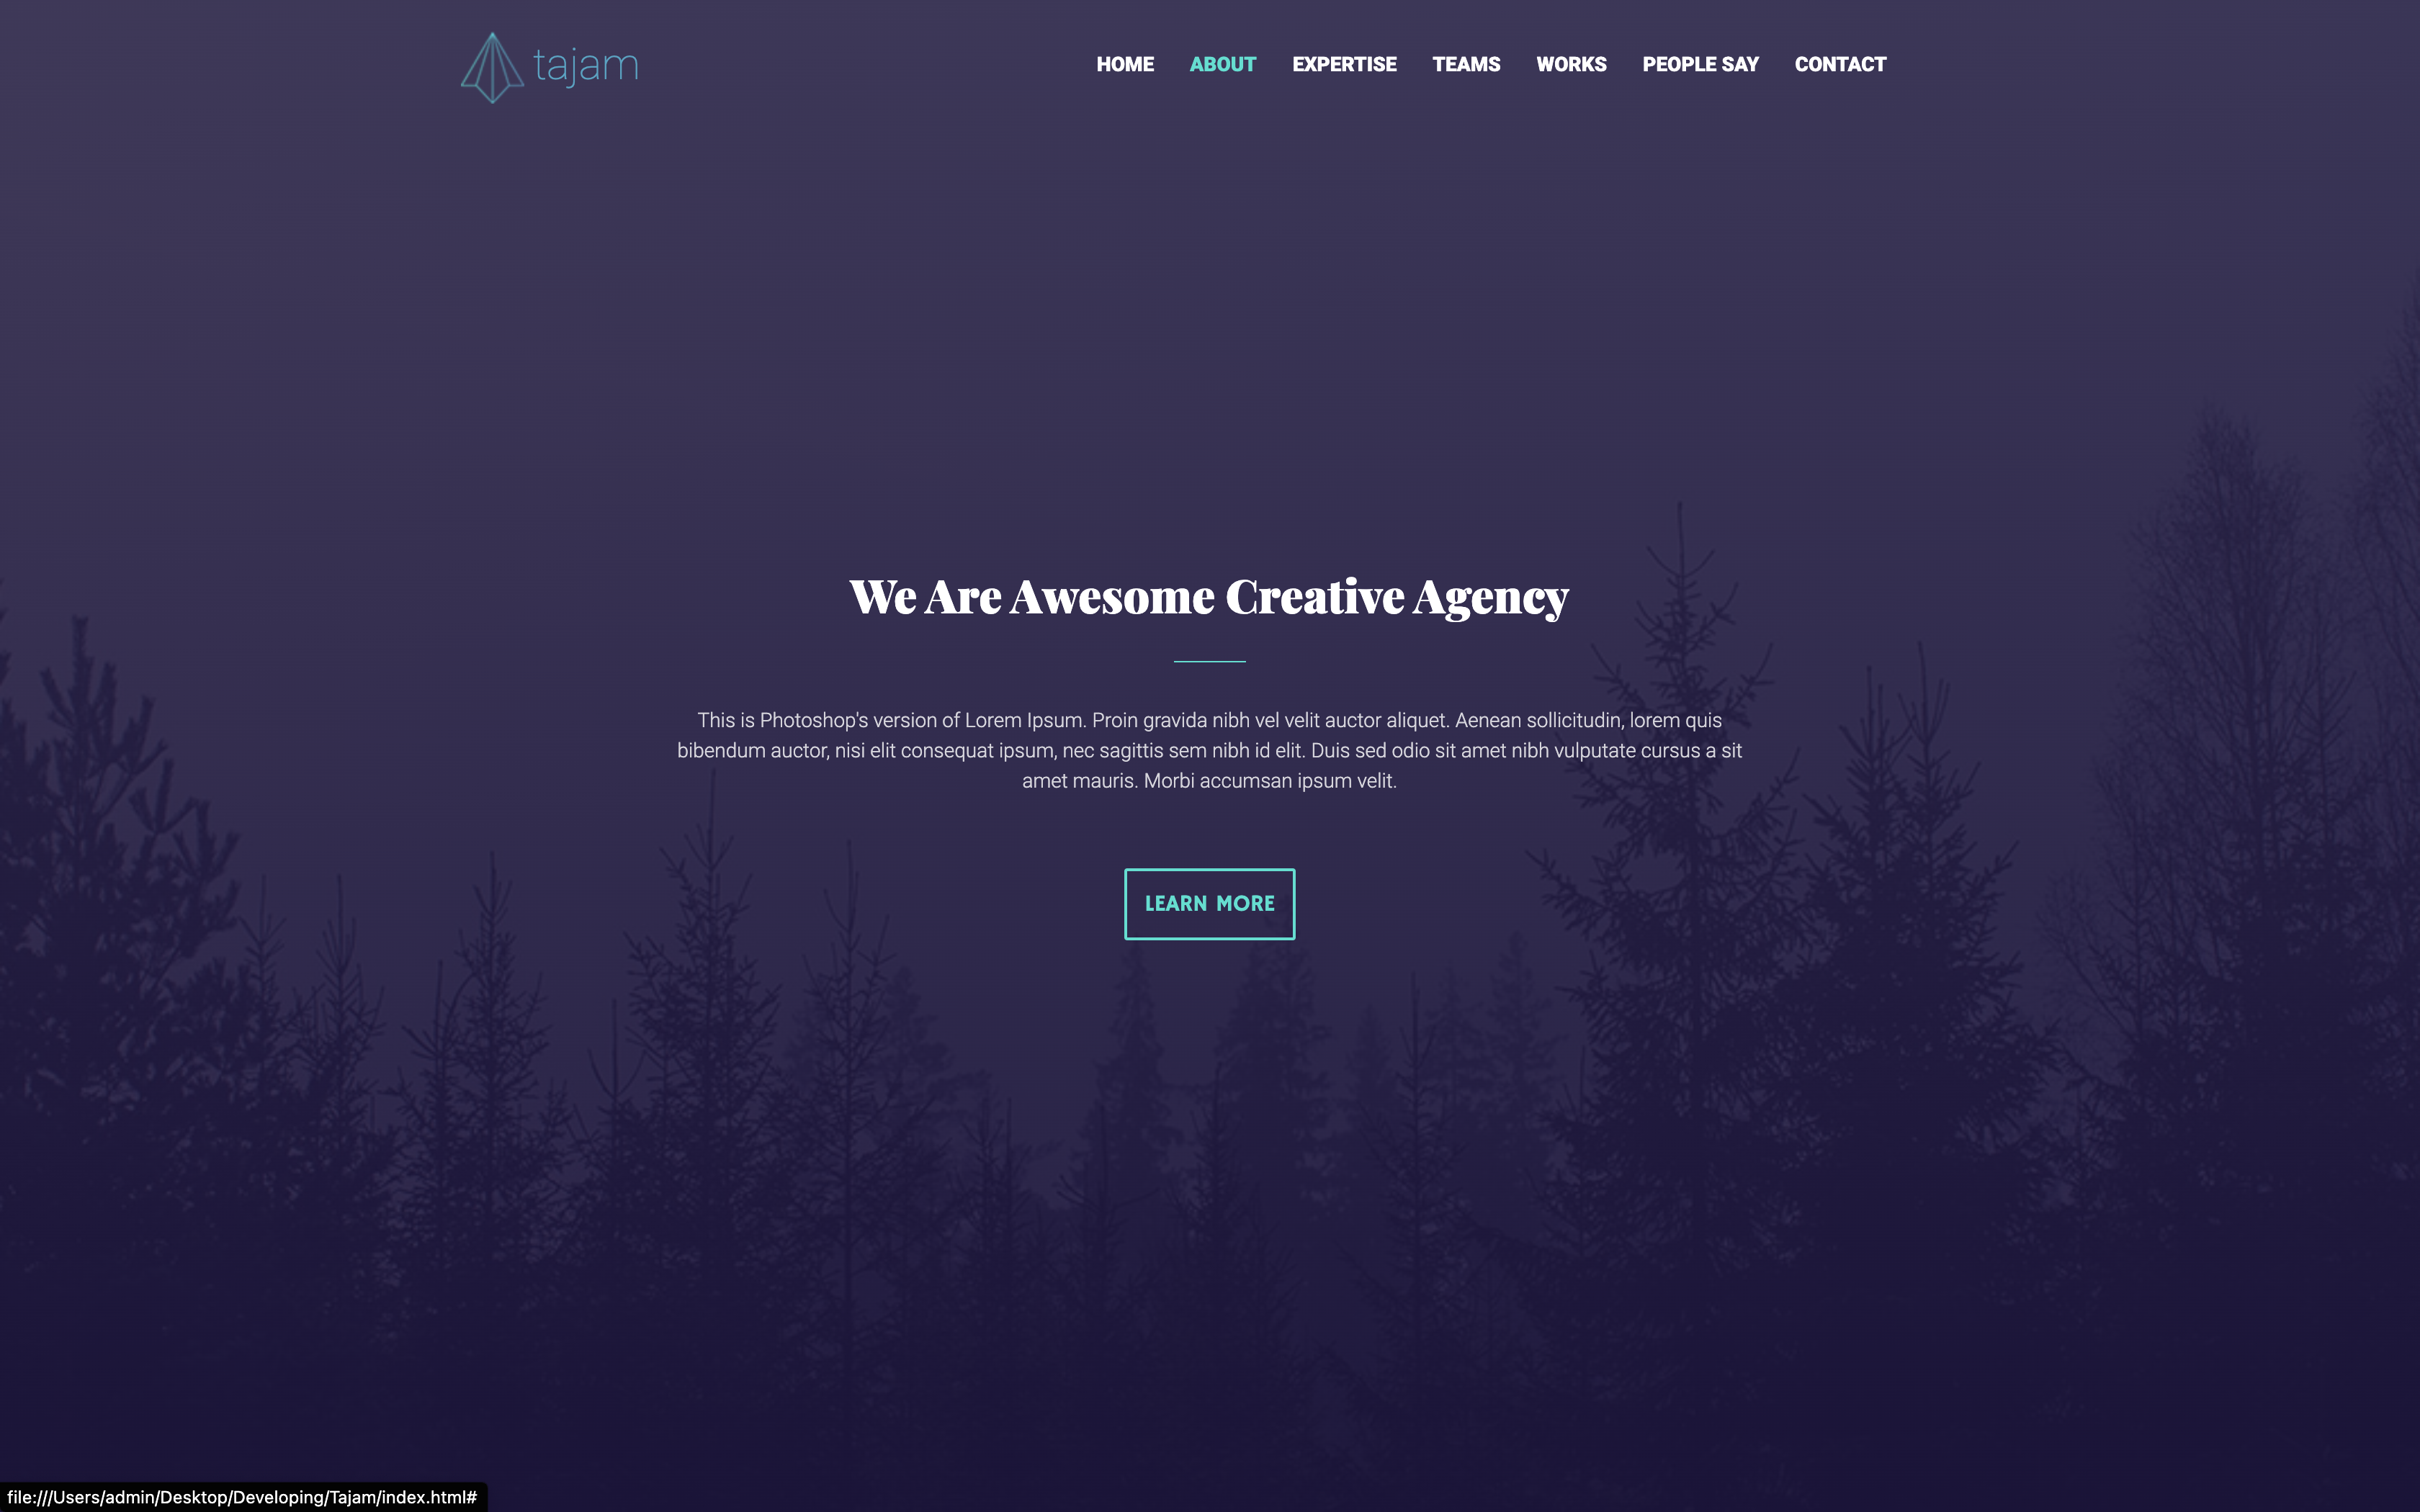 tajam
HOME ABOUT EXPERTISE TEAMS WORKS PEOPLE SAY CONTACT
We Are Awesome Creative Agency
This is Photoshop's version of Lorem Ipsum. Proin gravida nibh vel velit auctor aliquet. Aenean sollicitudin, lorem quis
bibendum auctor, nisi elit consequat ipsum, nec sagittis sem nibh id elit. Duis sed odio sit amet nibh vulputate cursus a sit
amet mauris. Morbi accumsan ipsum velit.
LEARN MORE
file:///Users/admin/Desktop/Developing/Tajam/index.html#